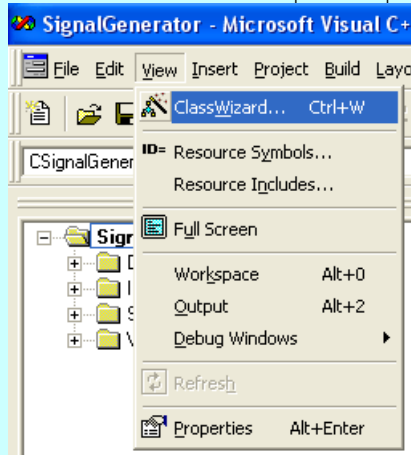 SignalGenerator - Microsoft Visual C+
File Edit View Insert Project Build Layo
ClassWizard... Ctrl+W
CSignalGener
ID= Resource Symbols...
Resource Includes...
Full Screen
Sigr
Workspace Alt+0
Output Alt+2
Debug Windows
Refresh
Properties Alt+Enter